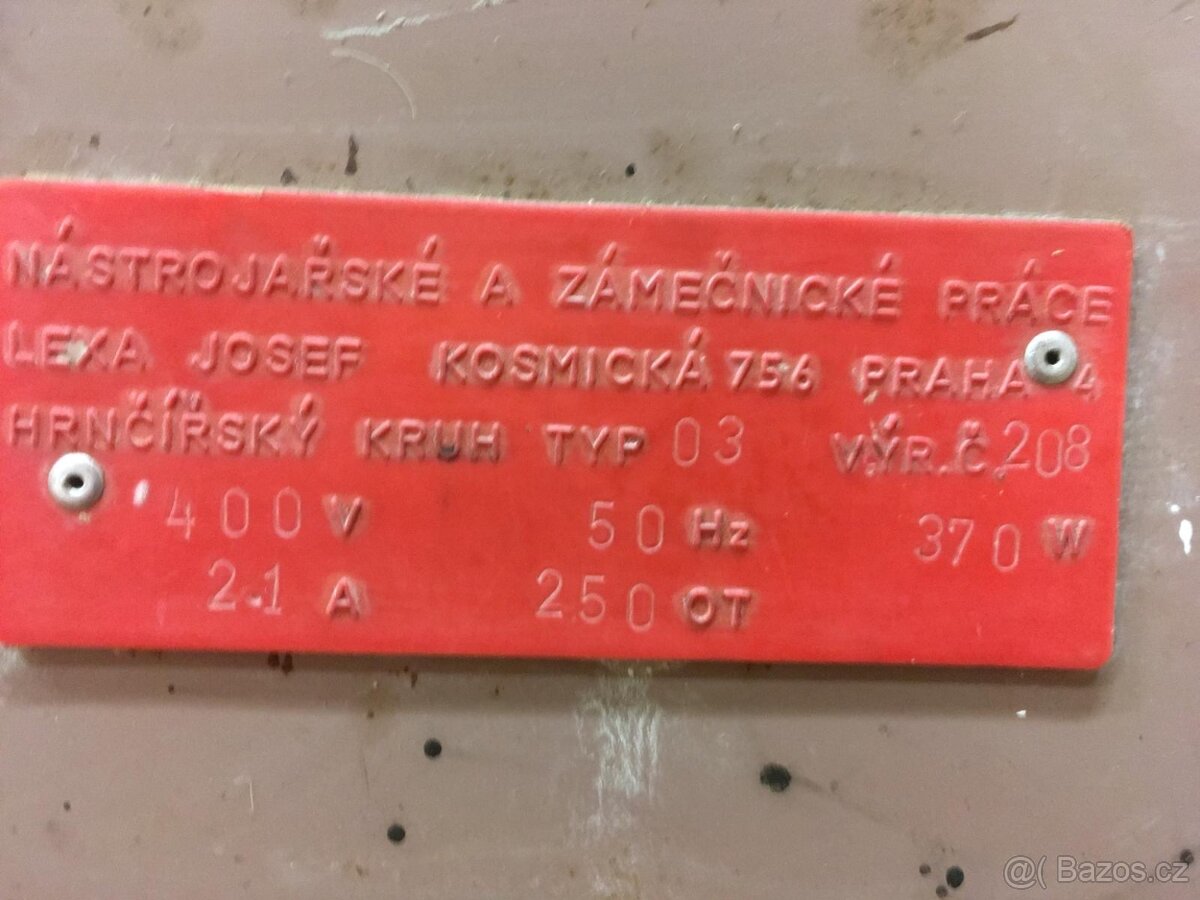 NÁSTROJAŘSKÉ A ZÁMEČNICKÉ PRÁCE
LEXA JOSEF KOSMICKÁ 756 PRAHA 4
HRNČÍŘSKÝ KRUH TYP 03 VÝR.Č. 208
400 V 50 Hz 370 W
2.1 A 250 OT
@( Bazos.cz